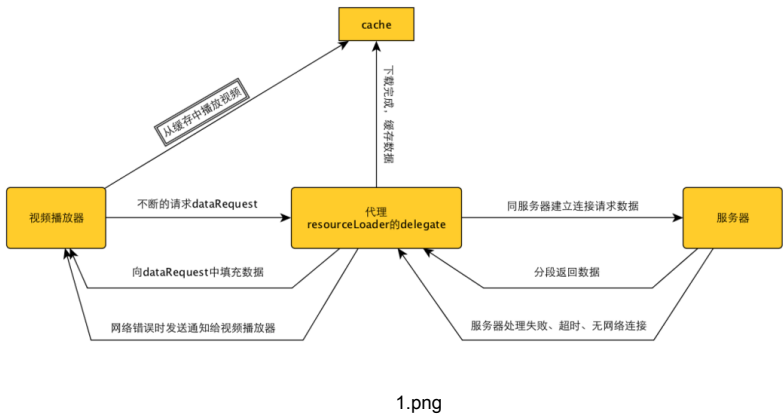 cache
从缓存中播放视频
下载完成，缓存数据
视频播放器
不断的请求dataRequest
代理
resourceLoader的delegate
同服务器建立连接请求数据
服务器
向dataRequest中填充数据
分段返回数据
网络错误时发送通知给视频播放器
服务器处理失败、超时、无网络连接
1.png